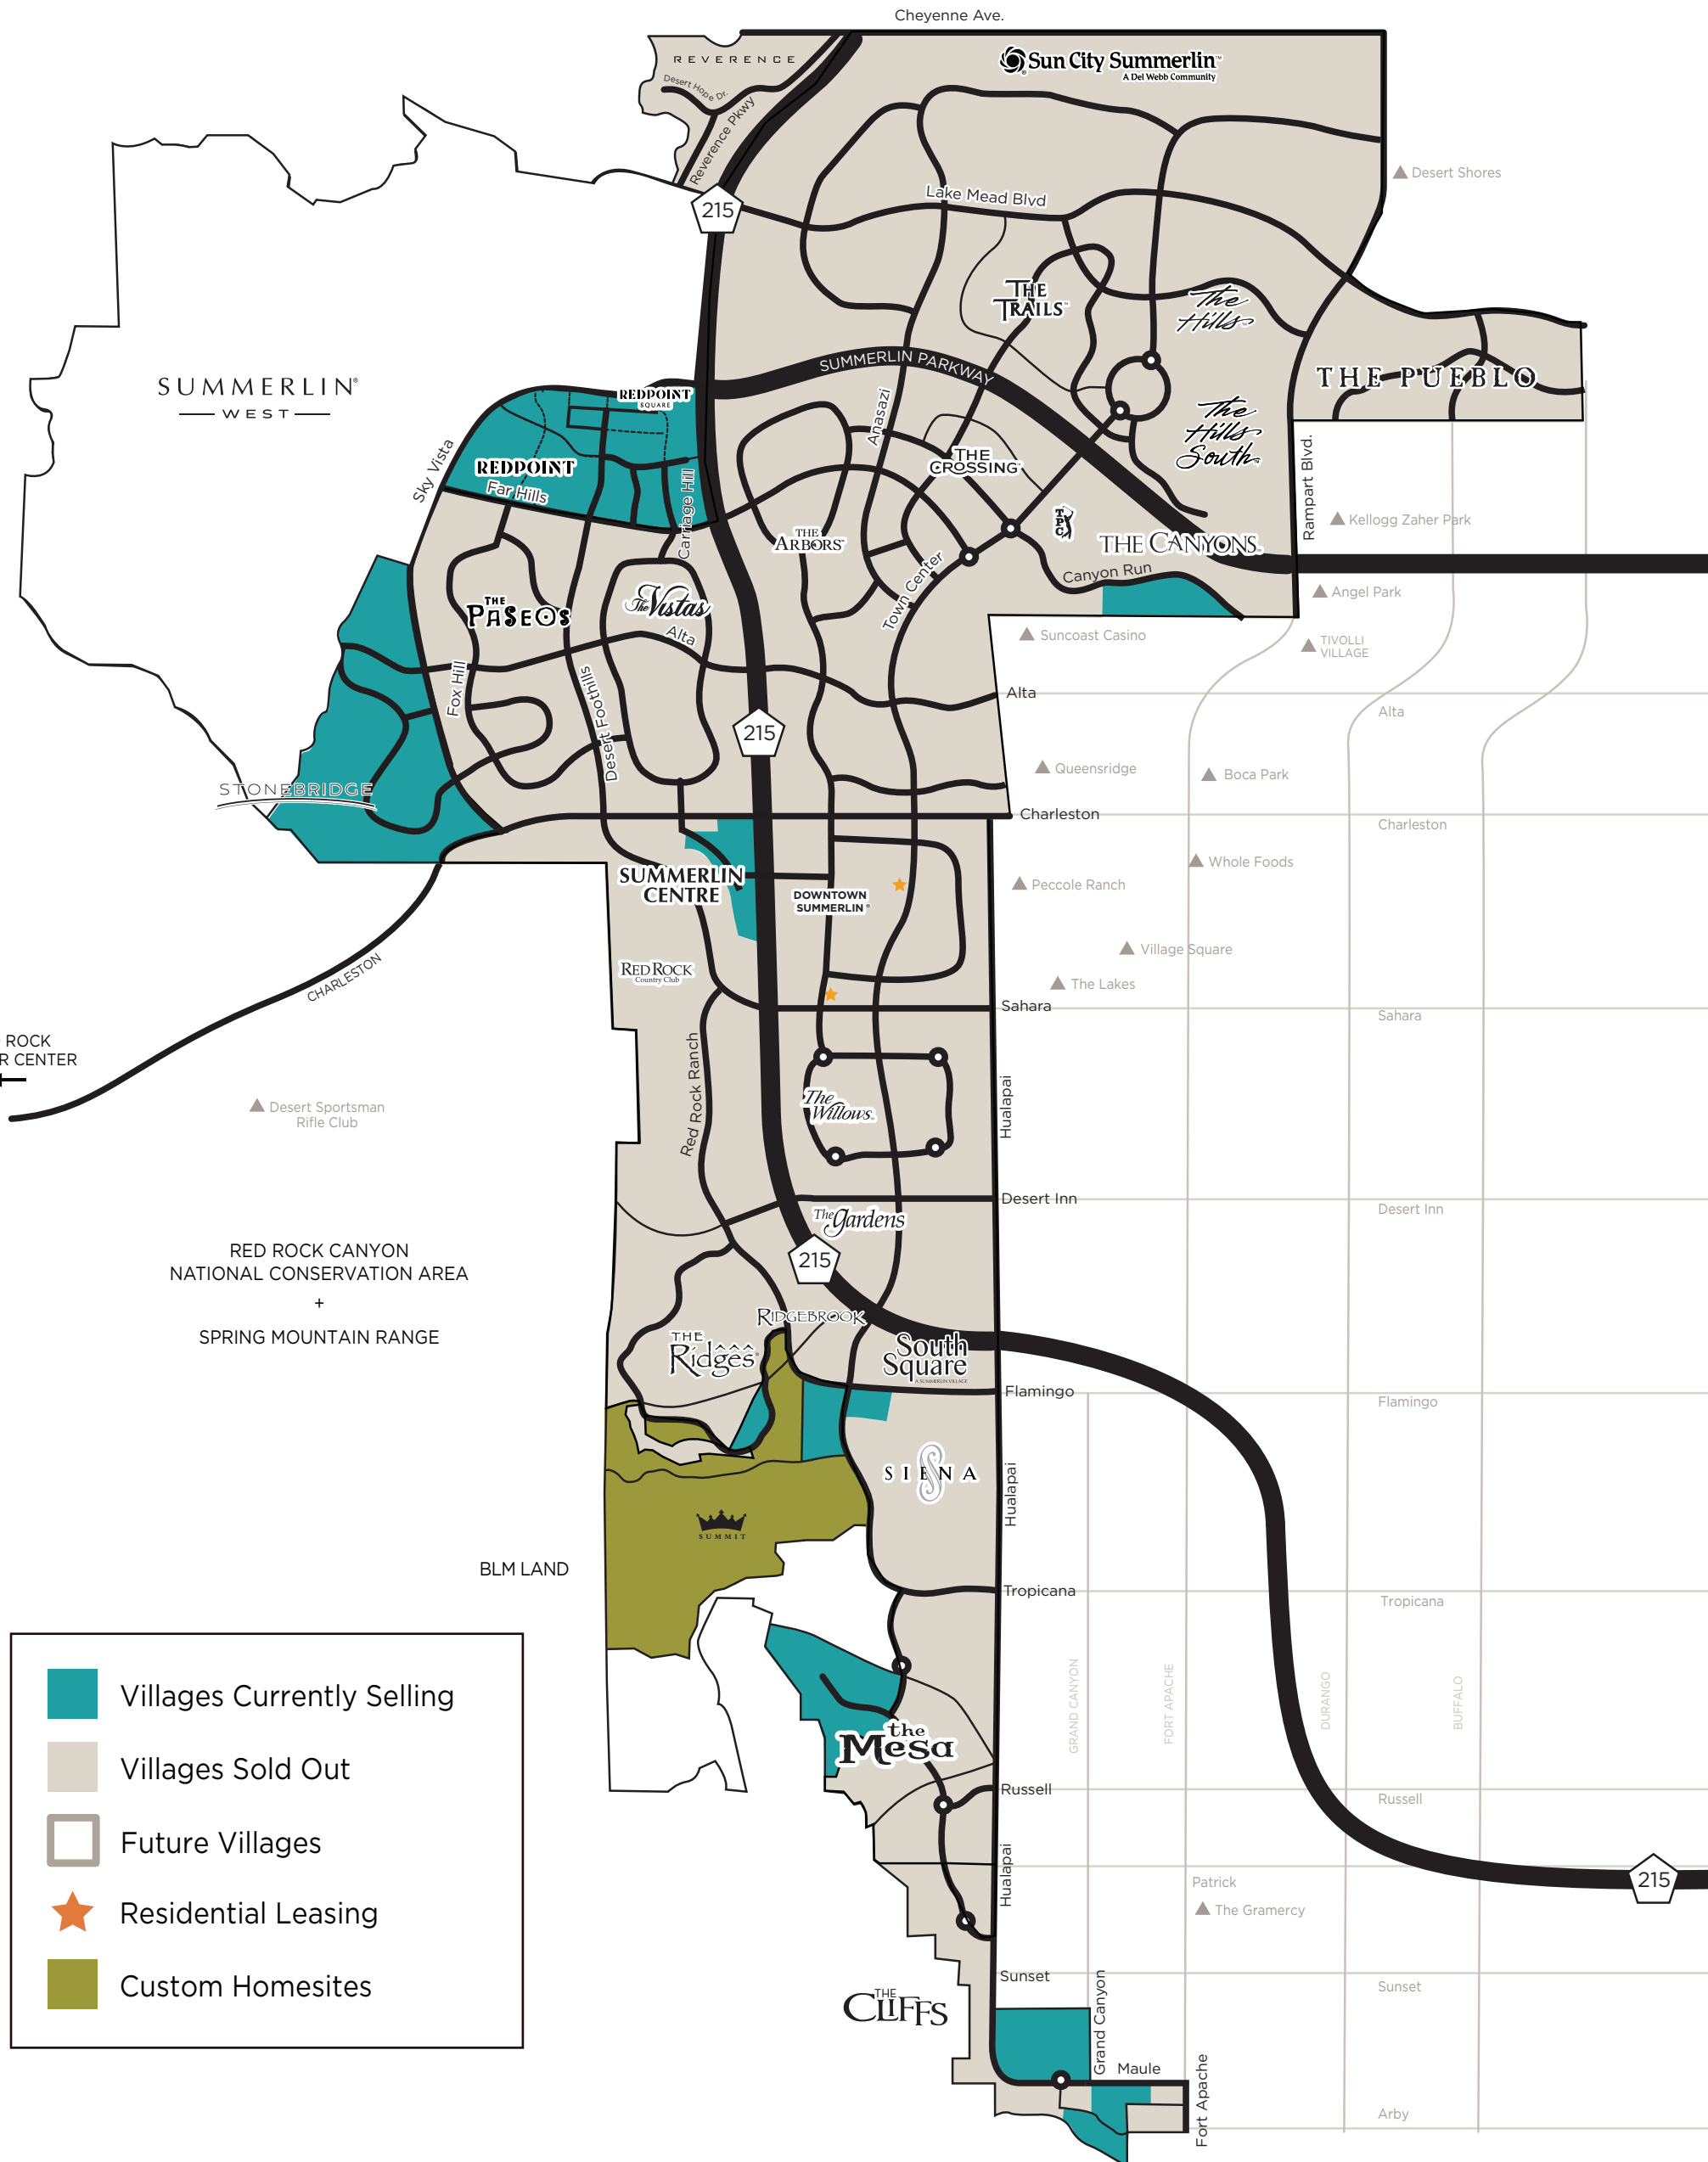 Cheyenne Ave.
REVERENCE
Desert Hope Dr.
Reverence Pkwy
Sun City Summerlin™
A Del Webb Community
215
Lake Mead Blvd
Desert Shores
THE
TRAILS™
The
Hills™
SUMMERLIN PARKWAY
THE PUEBLO
SUMMERLIN®
WEST
REDPOINT
SQUARE
REDPOINT
Sky Vista
Far Hills
Carriage Hill
Anasazi
THE
CROSSING
The
Hills
South
Rampart Blvd.
THE
ARBORS™
TPC
THE CANYONS
Canyon Run
Town Center
Kellogg Zaher Park
Angel Park
THE
PASEOS
The Vistas
Alta
Suncoast Casino
TIVOLLI
VILLAGE
Fox Hill
Desert Foothills
Alta
Alta
215
Queensridge
Boca Park
STONEBRIDGE
Charleston
Charleston
Whole Foods
Peccole Ranch
SUMMERLIN
CENTRE
DOWNTOWN
SUMMERLIN®
Village Square
The Lakes
RED ROCK
Country Club
CHARLESTON
Sahara
Sahara
ROCK
R CENTER
Desert Sportsman
Rifle Club
Red Rock Ranch
The
Willows
Hualapai
Desert Inn
Desert Inn
The Gardens
RED ROCK CANYON
NATIONAL CONSERVATION AREA
+
SPRING MOUNTAIN RANGE
215
RIDGEBROOK
THE
Ridges
South
Square
A SUMMERLIN VILLAGE
Flamingo
Flamingo
SIENA
Hualapai
SUMMIT
BLM LAND
Tropicana
Tropicana
GRAND CANYON
FORT APACHE
DURANGO
BUFFALO
the
Mesa
Russell
Russell
Hualapai
215
Patrick
The Gramercy
Sunset
Sunset
THE
CLIFFS
Grand Canyon
Maule
Fort Apache
Arby
Villages Currently Selling
Villages Sold Out
Future Villages
Residential Leasing
Custom Homesites